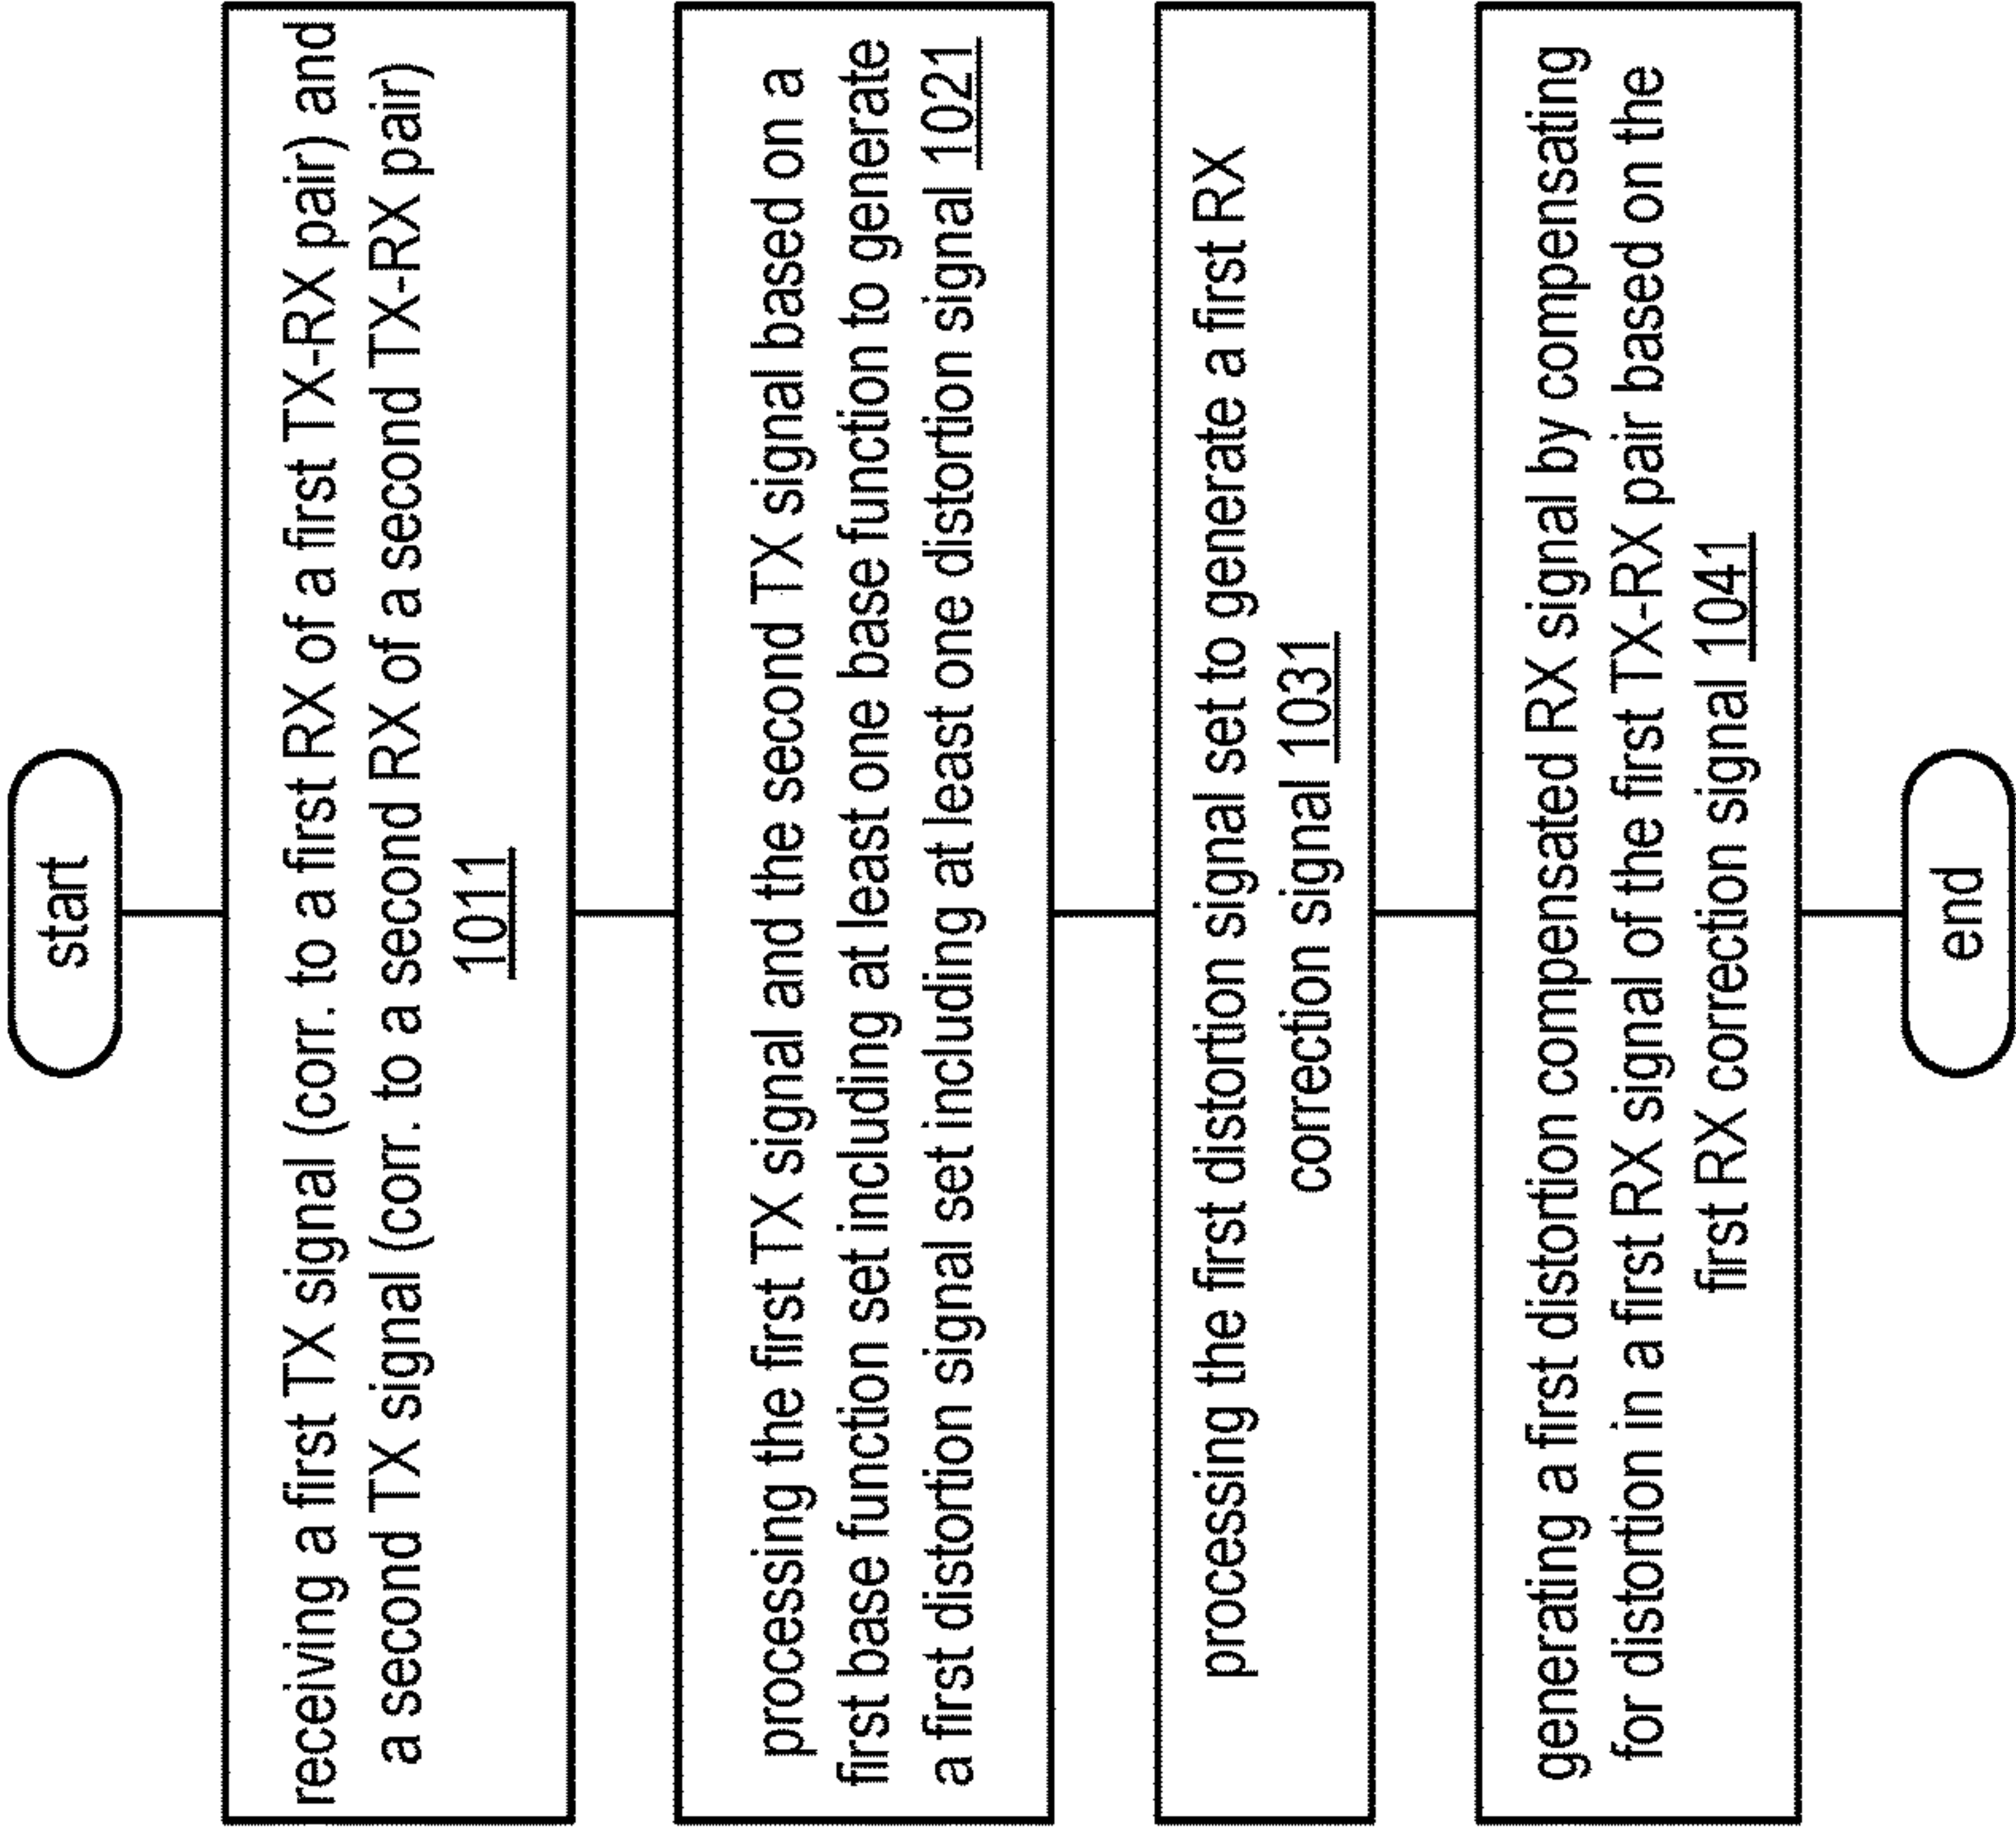 start
receiving a first TX signal (corr. to a first RX of a first TX-RX pair) and
a second TX signal (corr. to a second RX of a second TX-RX pair)
1011
processing the first TX signal and the second TX signal based on a
first base function set including at least one base function to generate
a first distortion signal set including at least one distortion signal 1021
processing the first distortion signal set to generate a first RX
correction signal 1031
generating a first distortion compensated RX signal by compensating
for distortion in a first RX signal of the first TX-RX pair based on the
first RX correction signal 1041
end